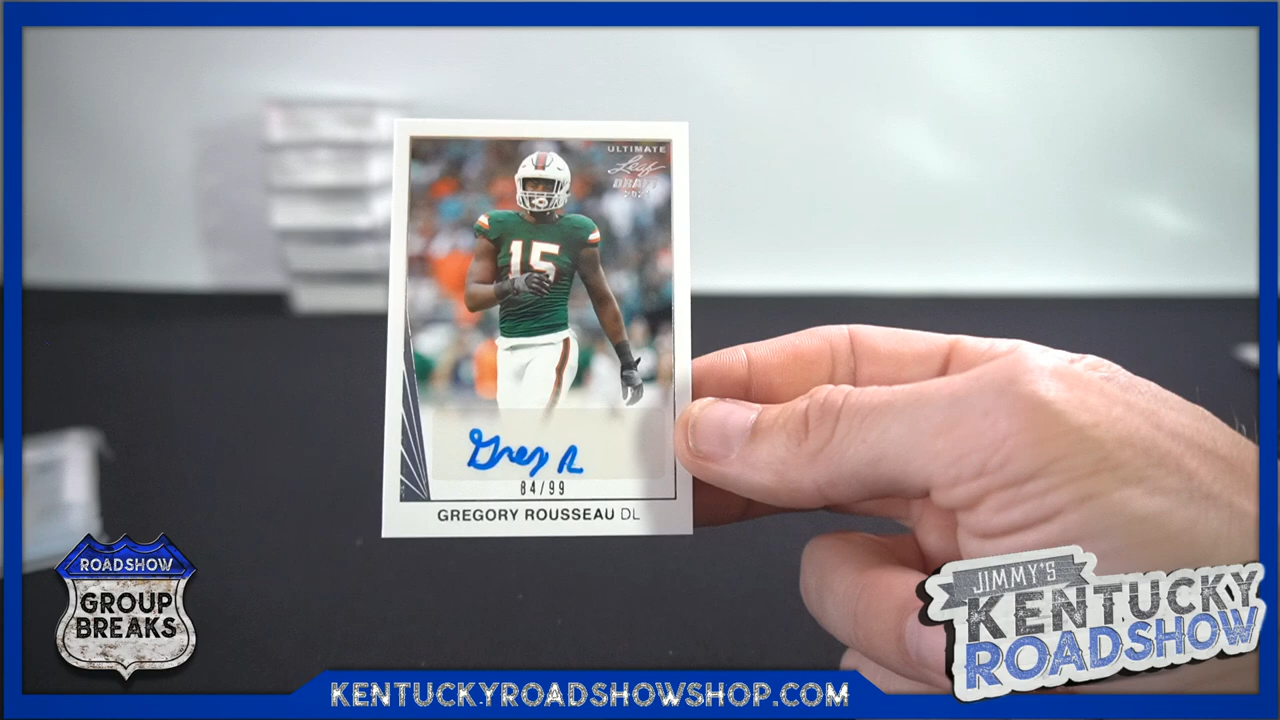 ULTIMATE
Leaf
DRAFT
15
Greg R
84/99
GREGORY ROUSSEAU DL
ROADSHOW
GROUP
BREAKS
JIMMY'S
KENTUCKY
ROADSHOW
KENTUCKYROADSHOWSHOP.COM